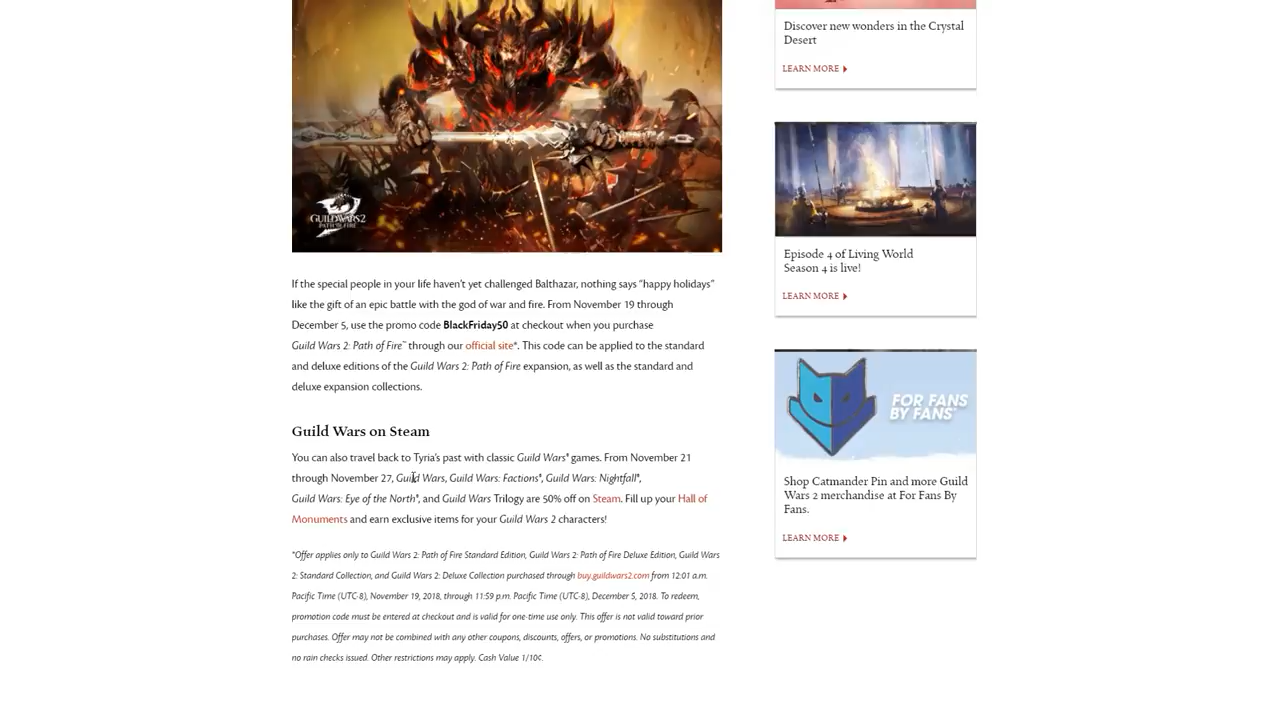 Discover new wonders in the Crystal
Desert
LEARN MORE
GUILD WARS 2
PATH OF FIRE
If the special people in your life haven't yet challenged Balthazar, nothing says “happy holidays”
like the gift of an epic battle with the god of war and fire. From November 19 through
December 5, use the promo code BlackFriday50 at checkout when you purchase
Guild Wars 2: Path of Fire™ through our official site*. This code can be applied to the standard
and deluxe editions of the Guild Wars 2: Path of Fire expansion, as well as the standard and
deluxe expansion collections.
Guild Wars on Steam
You can also travel back to Tyria's past with classic Guild Wars® games. From November 21
through November 27, Guild Wars, Guild Wars: Factions®, Guild Wars: Nightfall®,
Guild Wars: Eye of the North®, and Guild Wars Trilogy are 50% off on Steam. Fill up your Hall of
Monuments and earn exclusive items for your Guild Wars 2 characters!
*Offer applies only to Guild Wars 2: Path of Fire Standard Edition, Guild Wars 2: Path of Fire Deluxe Edition, Guild Wars
2: Standard Collection, and Guild Wars 2: Deluxe Collection purchased through buy.guildwars2.com from 12:01 a.m.
Pacific Time (UTC-8), November 19, 2018, through 11:59 p.m. Pacific Time (UTC-8), December 5, 2018. To redeem,
promotion code must be entered at checkout and is valid for one-time use only. This offer is not valid toward prior
purchases. Offer may not be combined with any other coupons, discounts, offers, or promotions. No substitutions and
no rain checks issued. Other restrictions may apply. Cash Value 1/10¢.
Episode 4 of Living World
Season 4 is live!
LEARN MORE
FOR FANS
BY FANS™
Shop Catmander Pin and more Guild
Wars 2 merchandise at For Fans By
Fans.
LEARN MORE